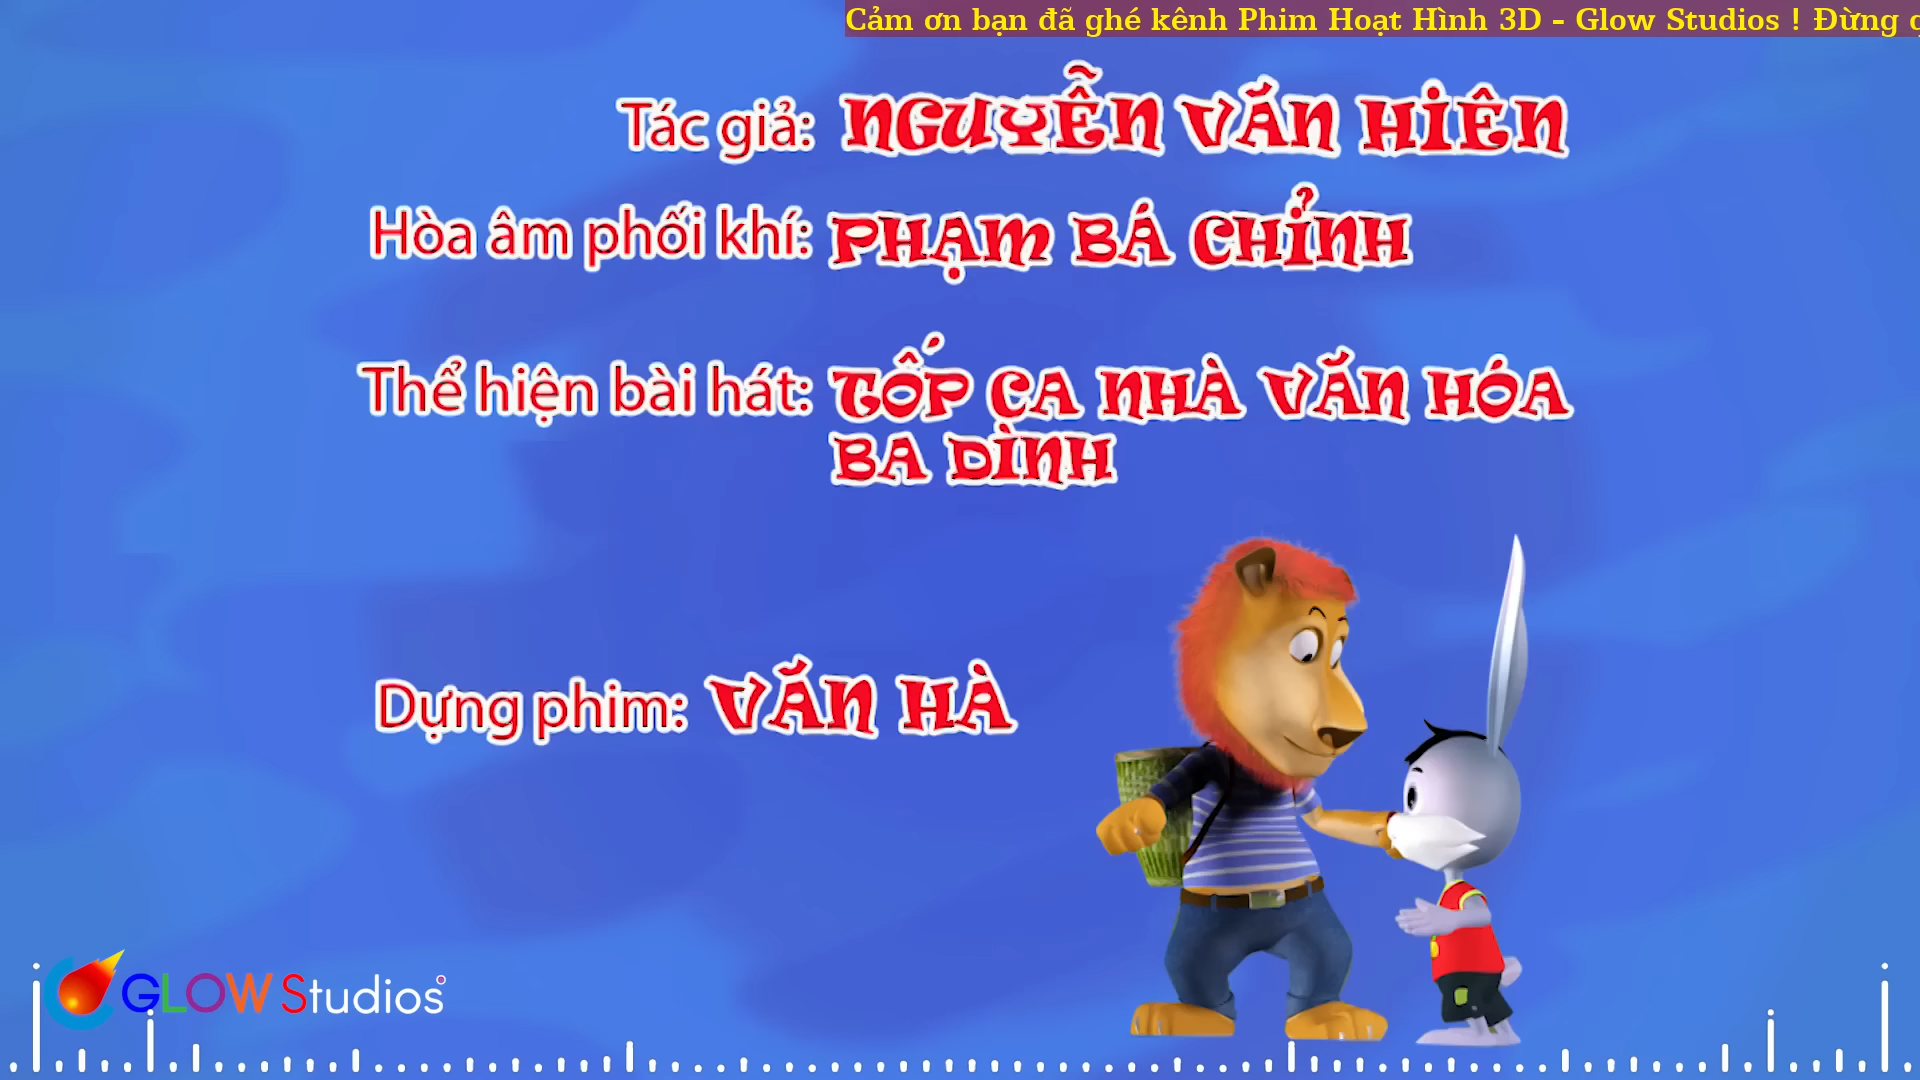 Cảm ơn bạn đã ghé kênh Phim Hoạt Hình 3D - Glow Studios ! Đừng
Tác giả: NGUYỄN VĂN HIÊN
Hòa âm phối khí: PHẠM BÁ CHỈNH
Thể hiện bài hát: TỐP CA NHÀ VĂN HÓA
BA DÌNH
Dựng phim: VĂN HÀ
GLOW Studios